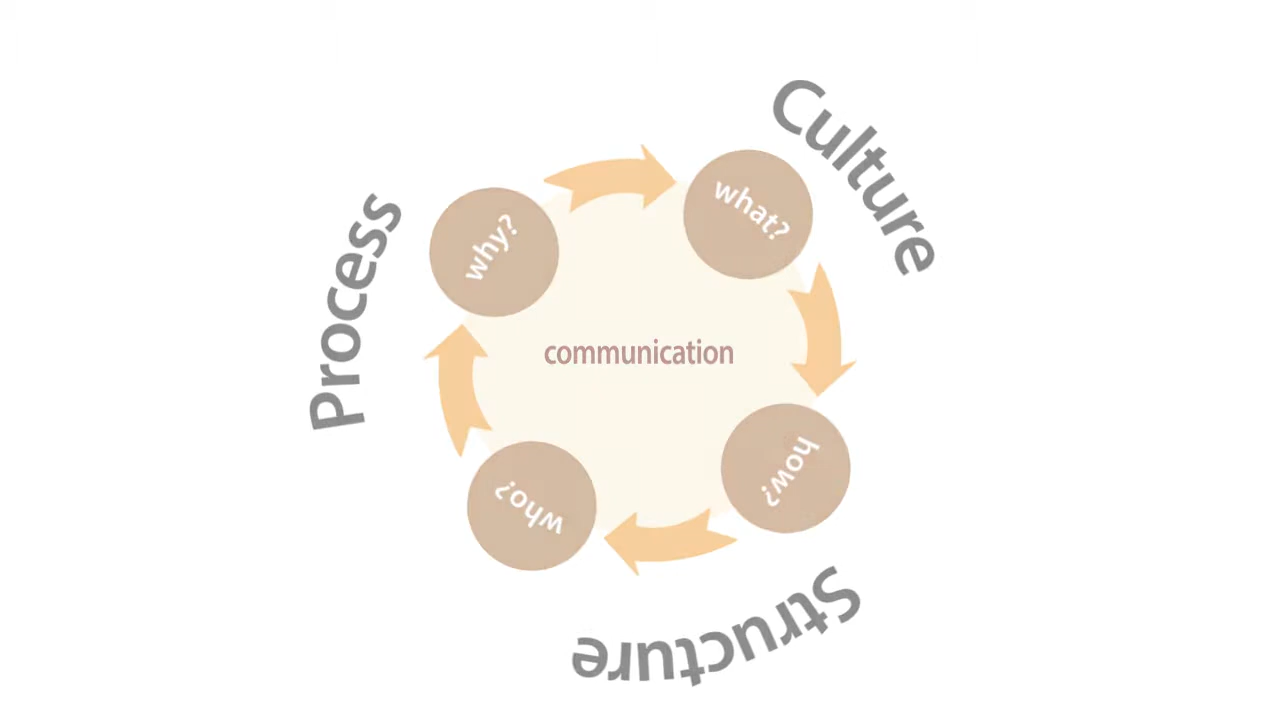 Culture
Process
why?
what?
communication
how?
who?
Structure